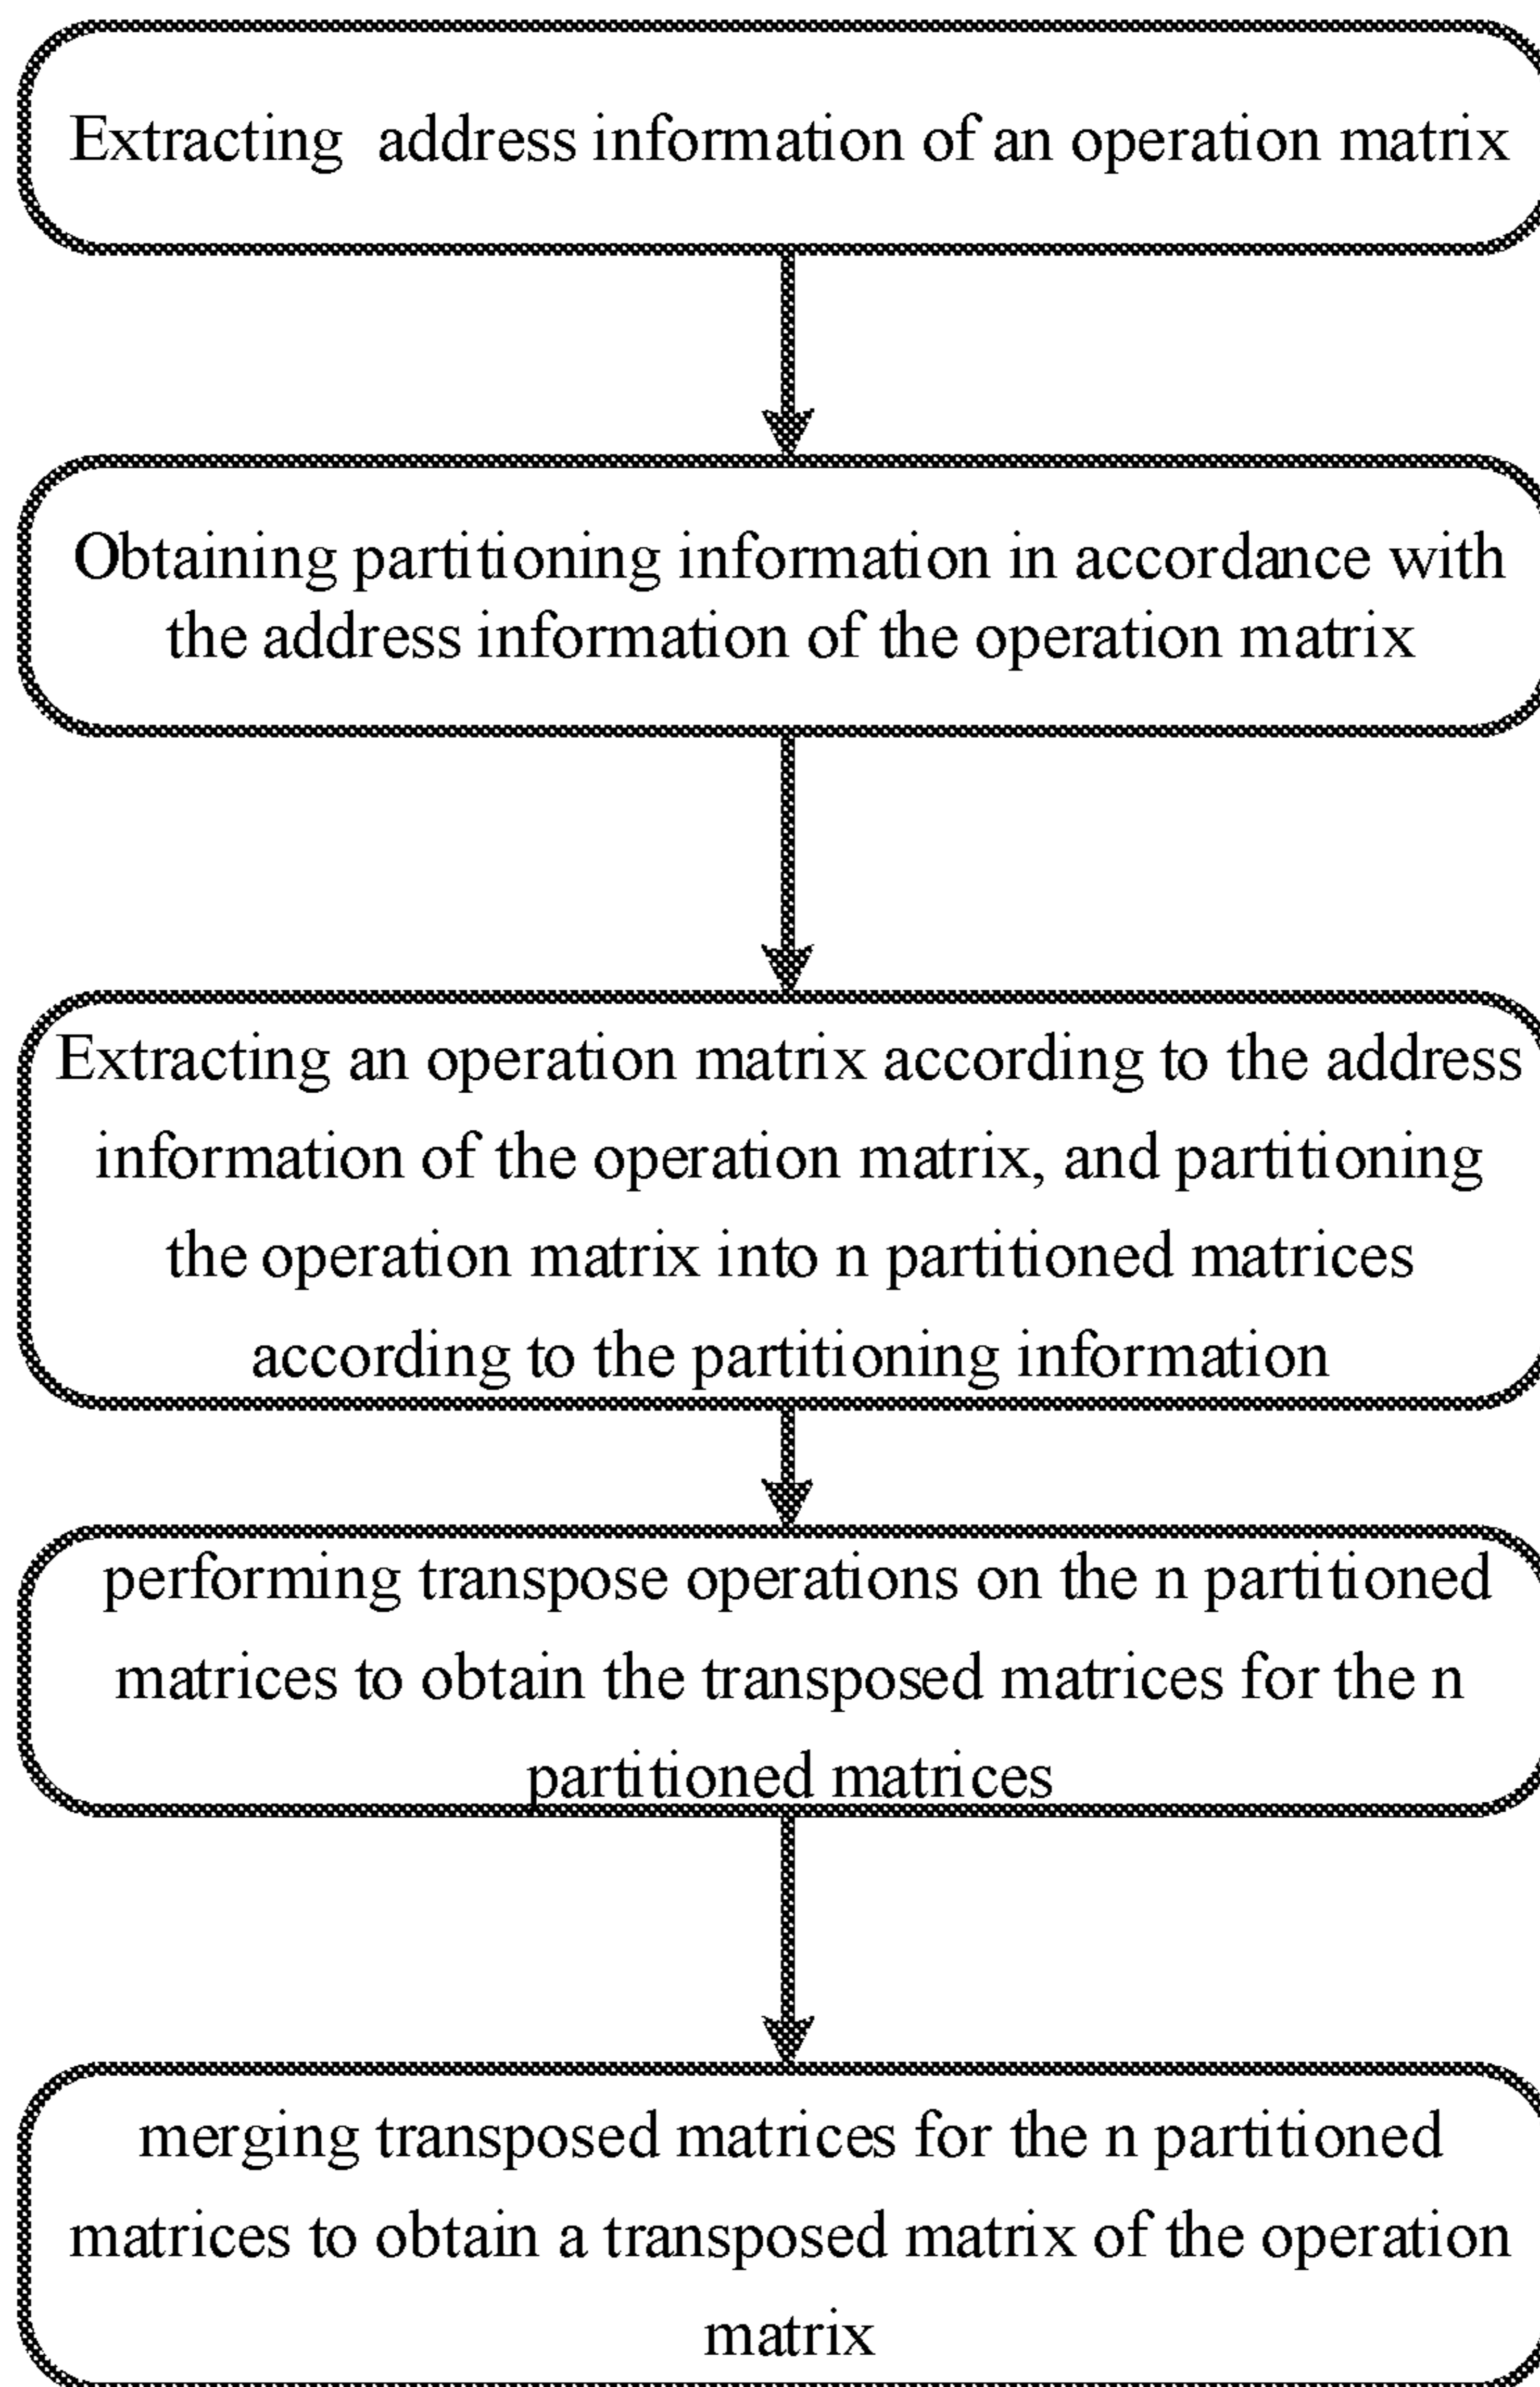 Extracting address information of an operation matrix
Obtaining partitioning information in accordance with
the address information of the operation matrix
Extracting an operation matrix according to the address
information of the operation matrix, and partitioning
the operation matrix into n partitioned matrices
according to the partitioning information
performing transpose operations on the n partitioned
matrices to obtain the transposed matrices for the n
partitioned matrices
merging transposed matrices for the n partitioned
matrices to obtain a transposed matrix of the operation
matrix